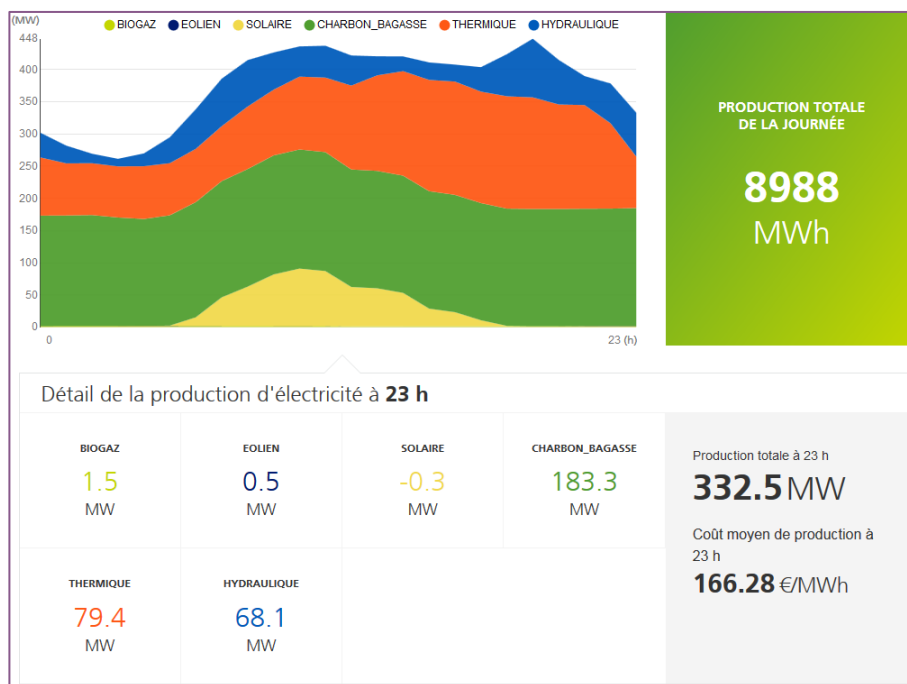 (MW)
BIOGAZ EOLIEN SOLAIRE CHARBON_BAGASSE THERMIQUE HYDRAULIQUE
448
400
350
300
250
200
150
100
50
0
0 23 (h)
PRODUCTION TOTALE
DE LA JOURNÉE
8988
MWh
Détail de la production d'électricité à 23 h
BIOGAZ
1.5
MW
EOLIEN
0.5
MW
SOLAIRE
-0.3
MW
CHARBON_BAGASSE
183.3
MW
THERMIQUE
79.4
MW
HYDRAULIQUE
68.1
MW
Production totale à 23 h
332.5 MW
Coût moyen de production à
23 h
166.28 €/MWh